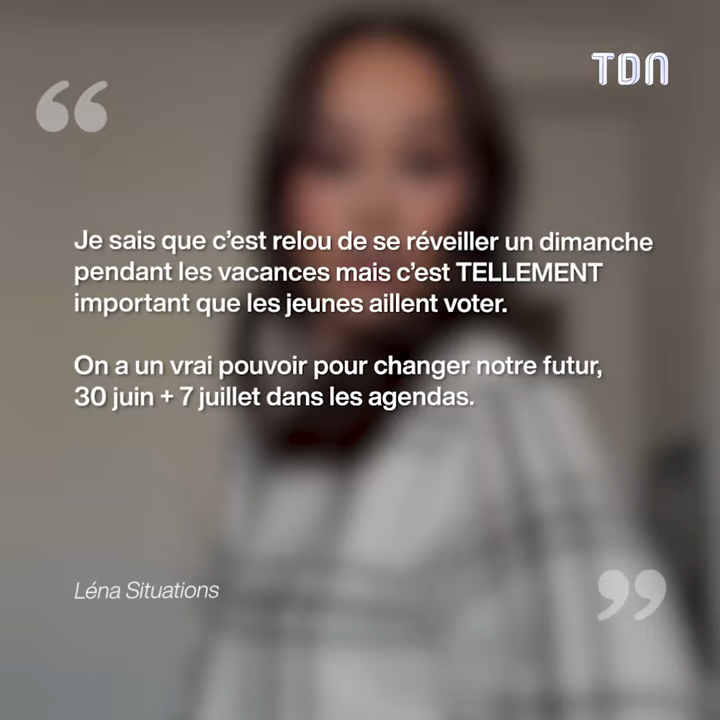 TDN
“
Je sais que c’est relou de se réveiller un dimanche
pendant les vacances mais c’est TELLEMENT
important que les jeunes aillent voter.
On a un vrai pouvoir pour changer notre futur,
30 juin + 7 juillet dans les agendas.
Léna Situations
”